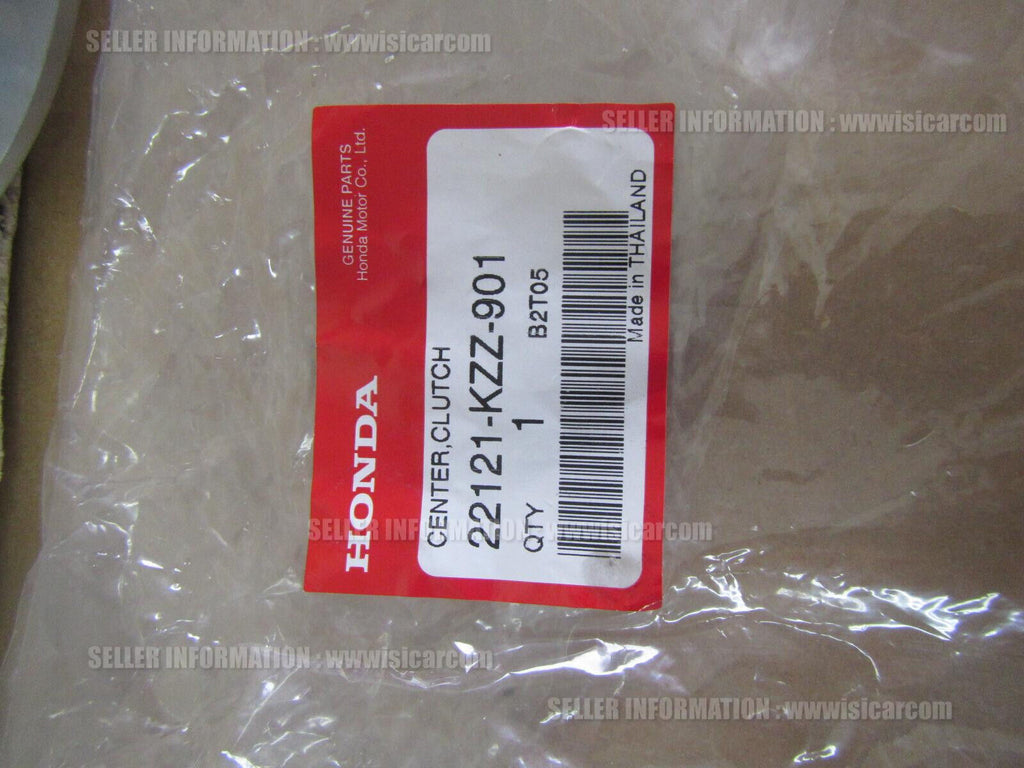 SELLER INFORMATION : wwwisicarcom
SELLER INFORMATION : wwwisicarcom
HONDA
GENUINE PARTS
Honda Motor Co., Ltd.
CENTER,CLUTCH
22121-KZZ-901
QTY 1 B2T05
Made in THAILAND
SELLER INFORMATION : wwwisicarcom
SELLER INFORMATION : wwwisicarcom
SELLER INFORMATION : wwwisicarcom